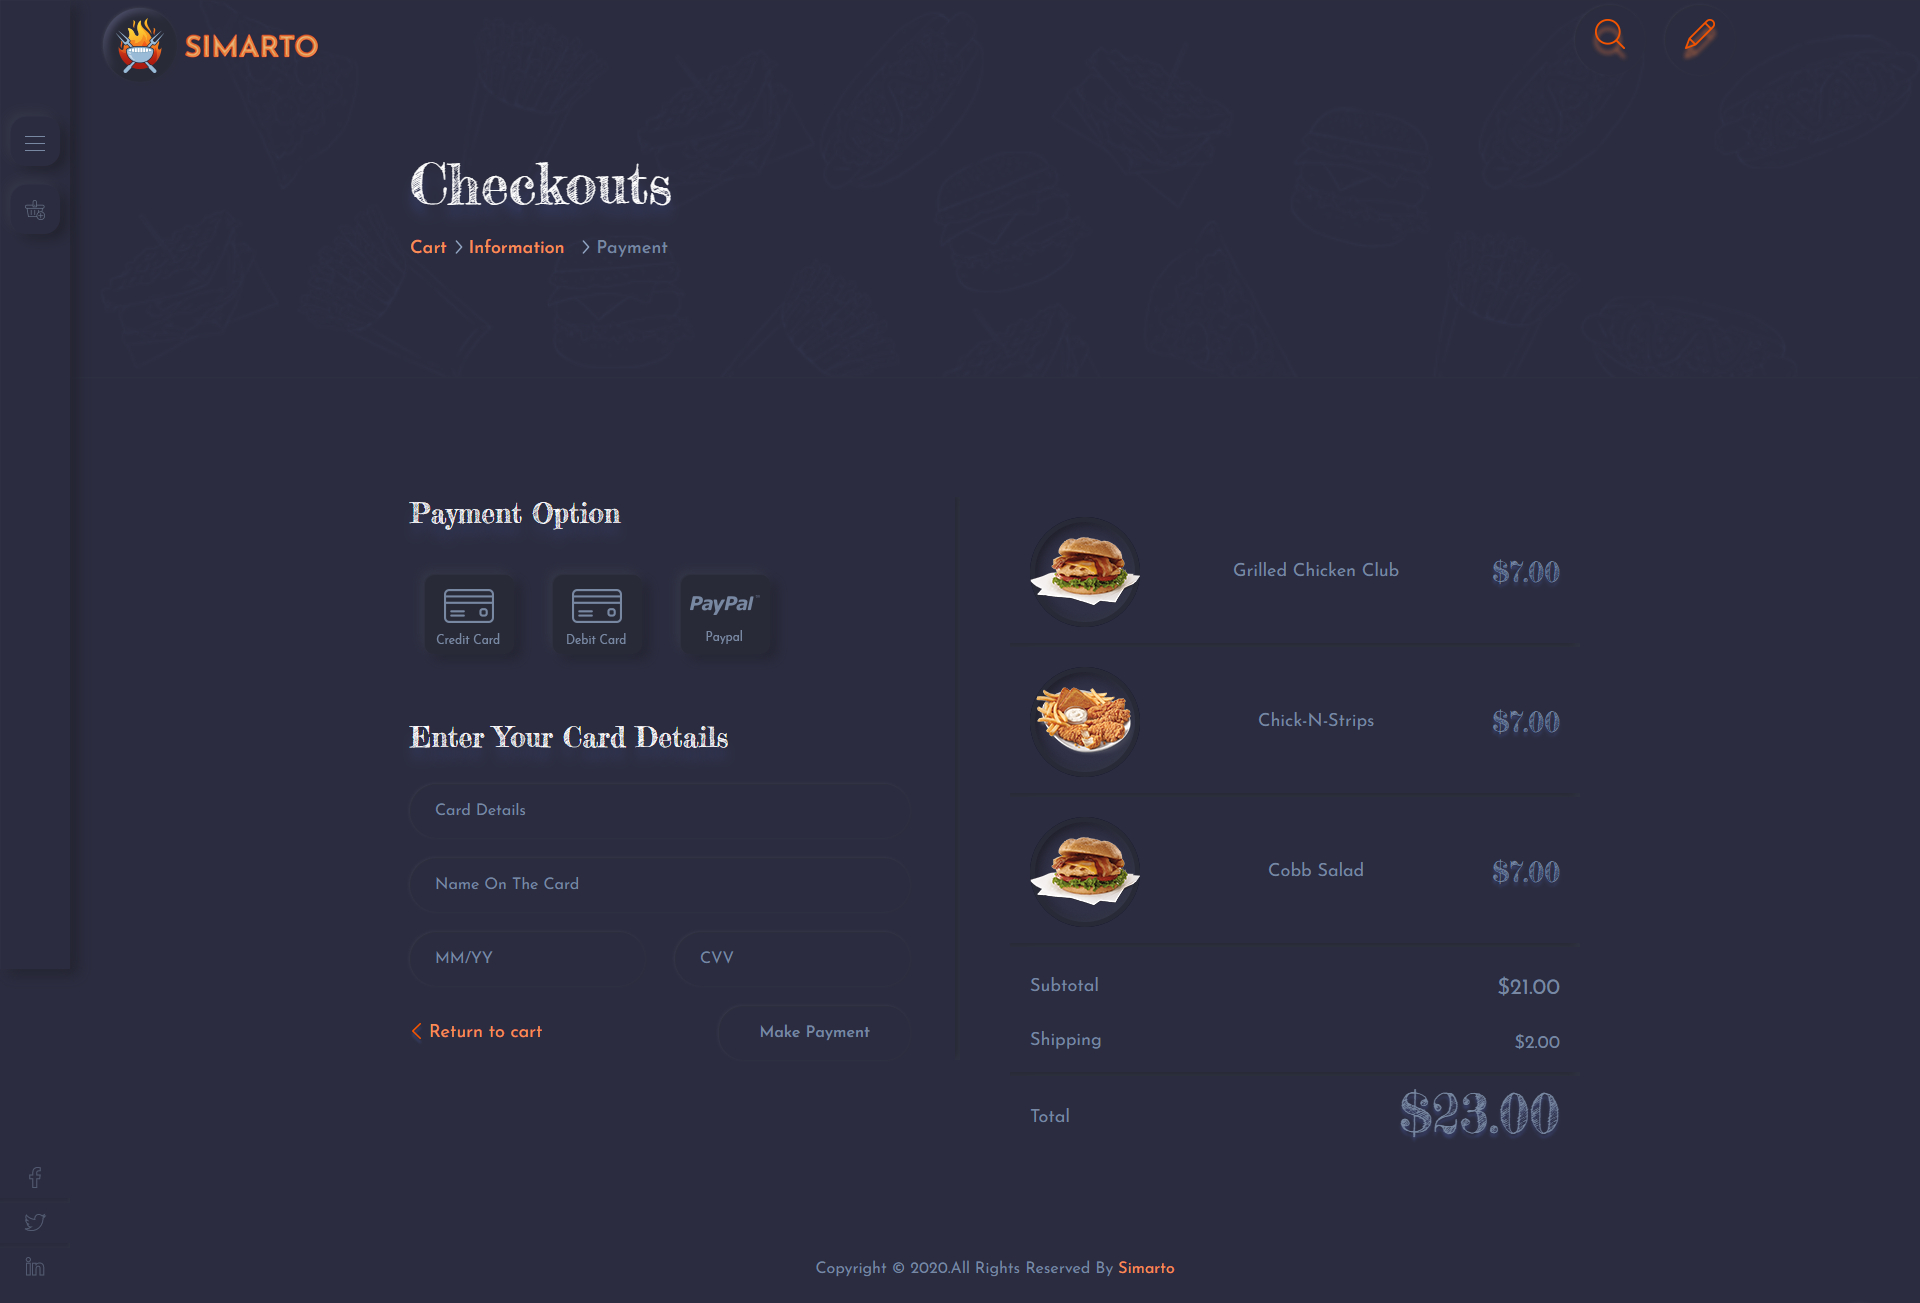 SIMARTO
Checkouts
Cart > Information > Payment
Payment Option
Credit Card
Debit Card
PayPal™
Paypal
Enter Your Card Details
Card Details
Name On The Card
MM/YY
CVV
Return to cart
Make Payment
Grilled Chicken Club $7.00
Chick-N-Strips $7.00
Cobb Salad $7.00
Subtotal $21.00
Shipping $2.00
Total $23.00
Copyright © 2020.All Rights Reserved By Simarto